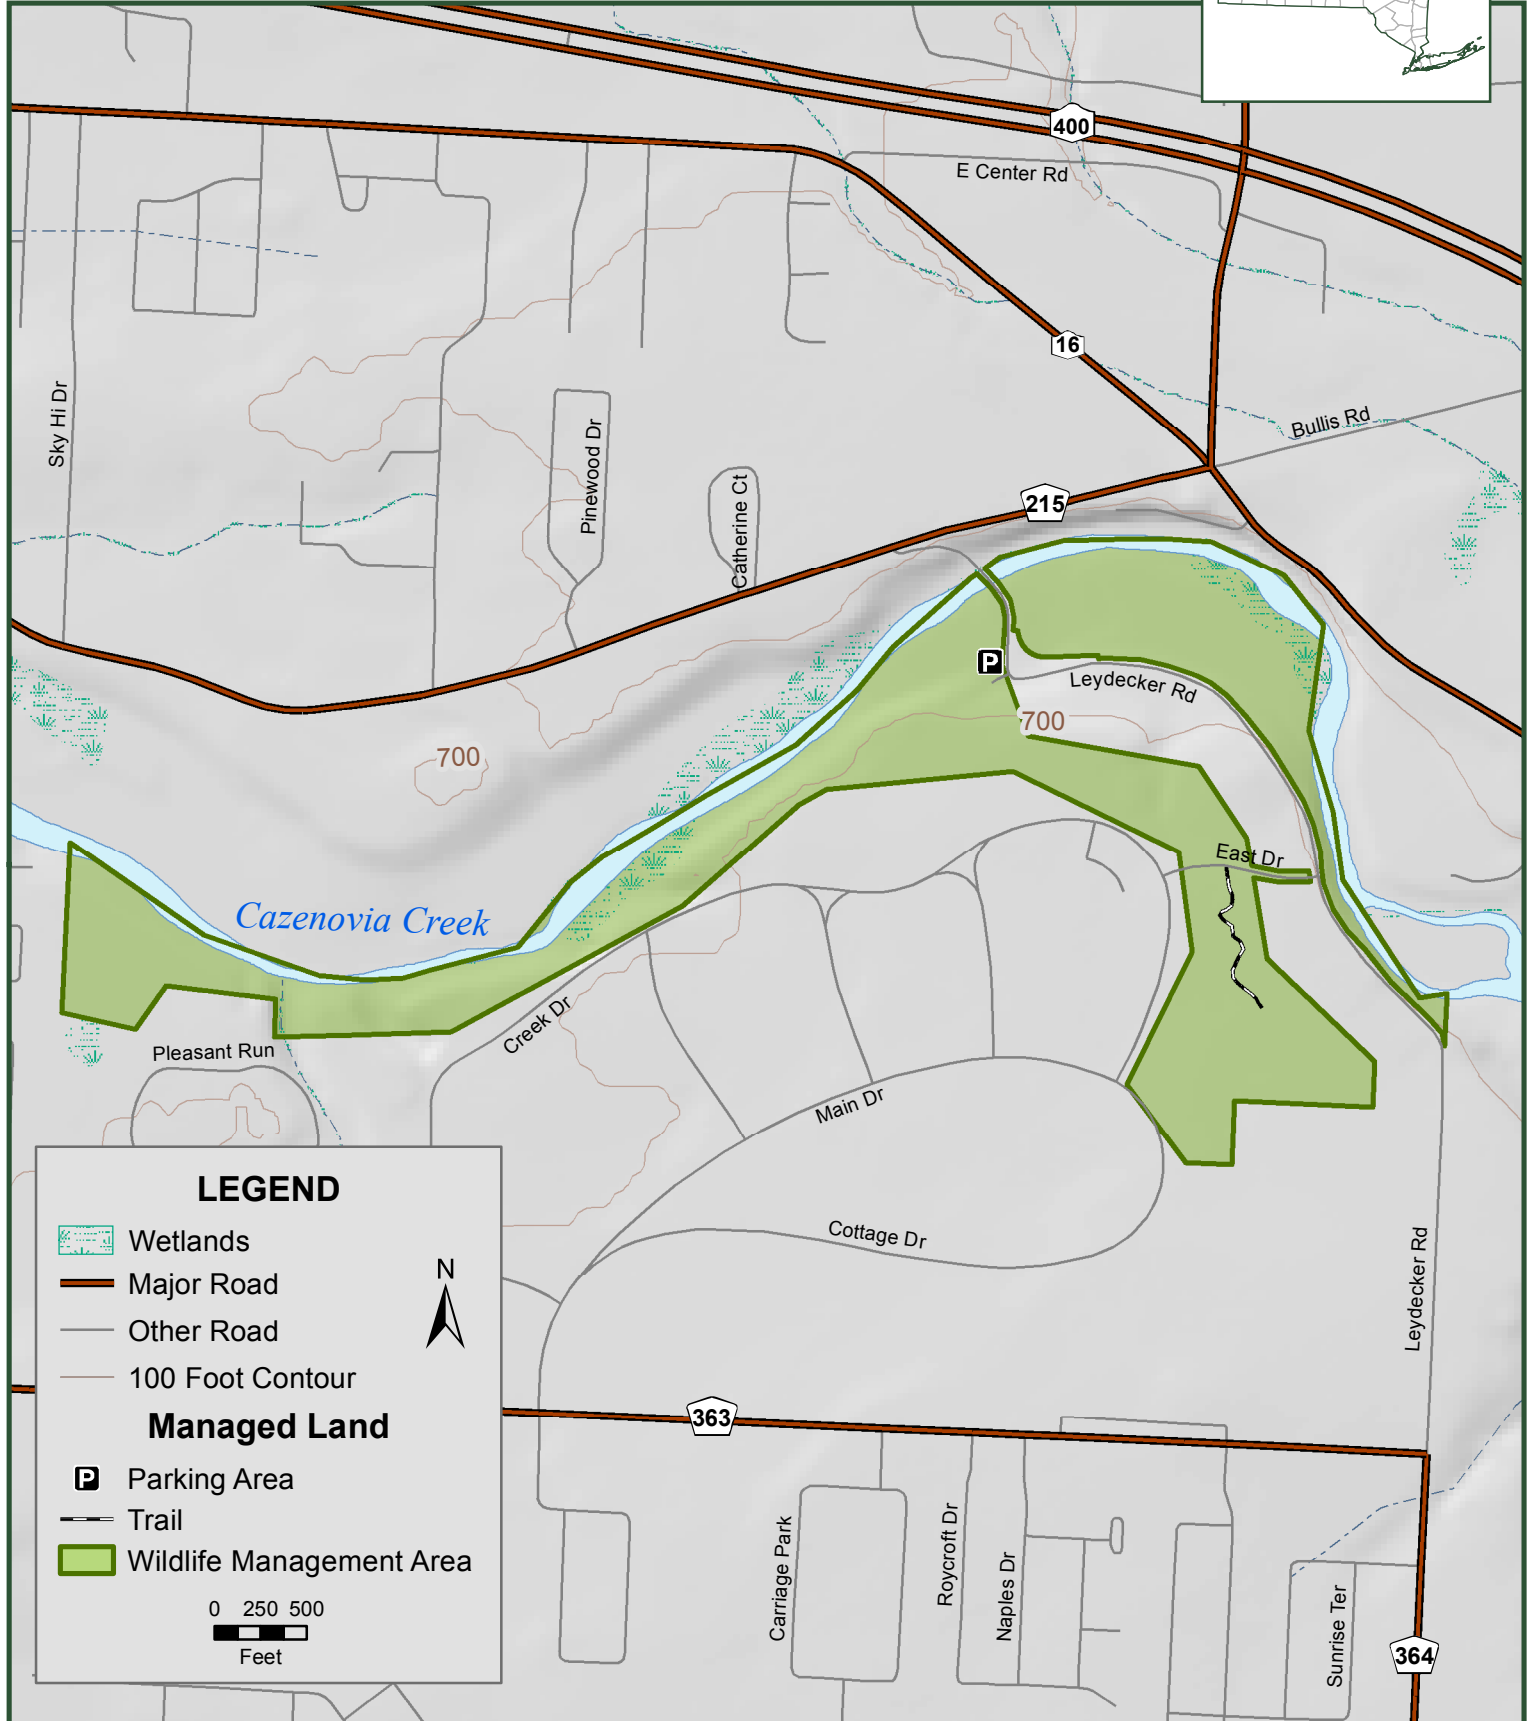 400
E Center Rd
16
Sky Hi Dr
Bullis Rd
Pinewood Dr
Catherine Ct
215
P
Leydecker Rd
700
700
East Dr
Cazenovia Creek
Creek Dr
Pleasant Run
Main Dr
Cottage Dr
Leydecker Rd
LEGEND
Wetlands
Major Road
N
Other Road
100 Foot Contour
Managed Land
P Parking Area
Trail
Wildlife Management Area
0 250 500
Feet
363
Carriage Park
Roycroft Dr
Naples Dr
Sunrise Ter
364